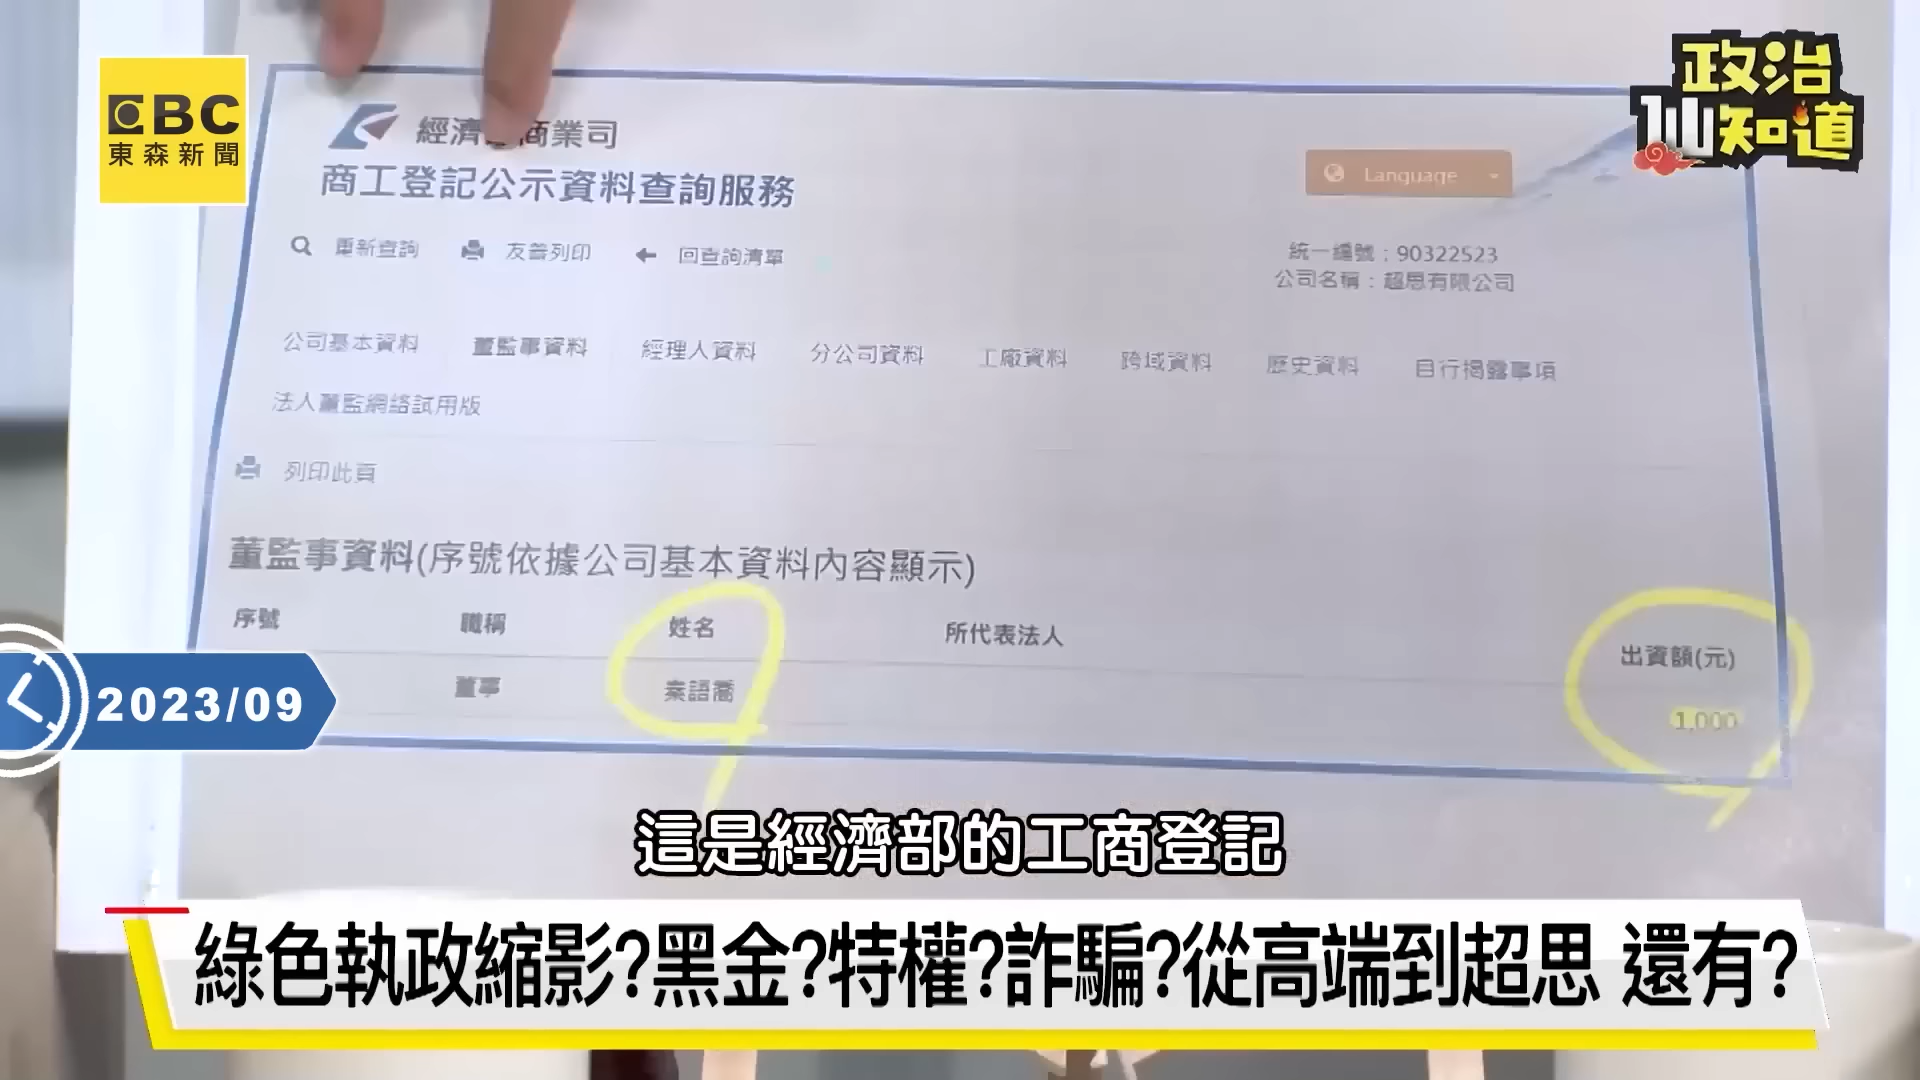 EBC
東森新聞
政治仙知道
經濟 商業司
商工登記公示資料查詢服務
Language
重新查詢 友善列印 回查詢清單
統一編號：90322523
公司名稱：超思有限公司
公司基本資料 董監事資料 經理人資料 分公司資料 工廠資料 跨域資料 歷史資料 自行揭露事項
法人董監網絡試用版
列印此頁
董監事資料(序號依據公司基本資料內容顯示)
序號 職稱 姓名 所代表法人 出資額(元)
董事 秦語喬 1,000
2023/09
這是經濟部的工商登記
綠色執政縮影?黑金?特權?詐騙?從高端到超思 還有?